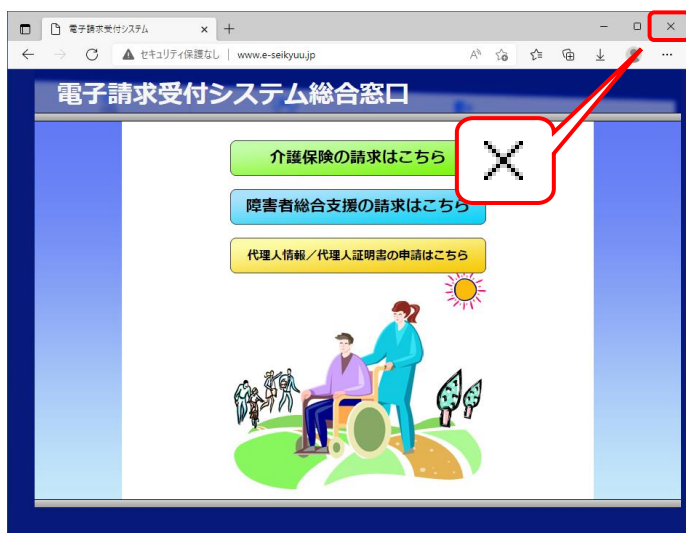 電子請求受付システム
セキュリティ保護なし | www.e-seikyuu.jp
電子請求受付システム総合窓口
介護保険の請求はこちら
障害者総合支援の請求はこちら
代理人情報/代理人証明書の申請はこちら